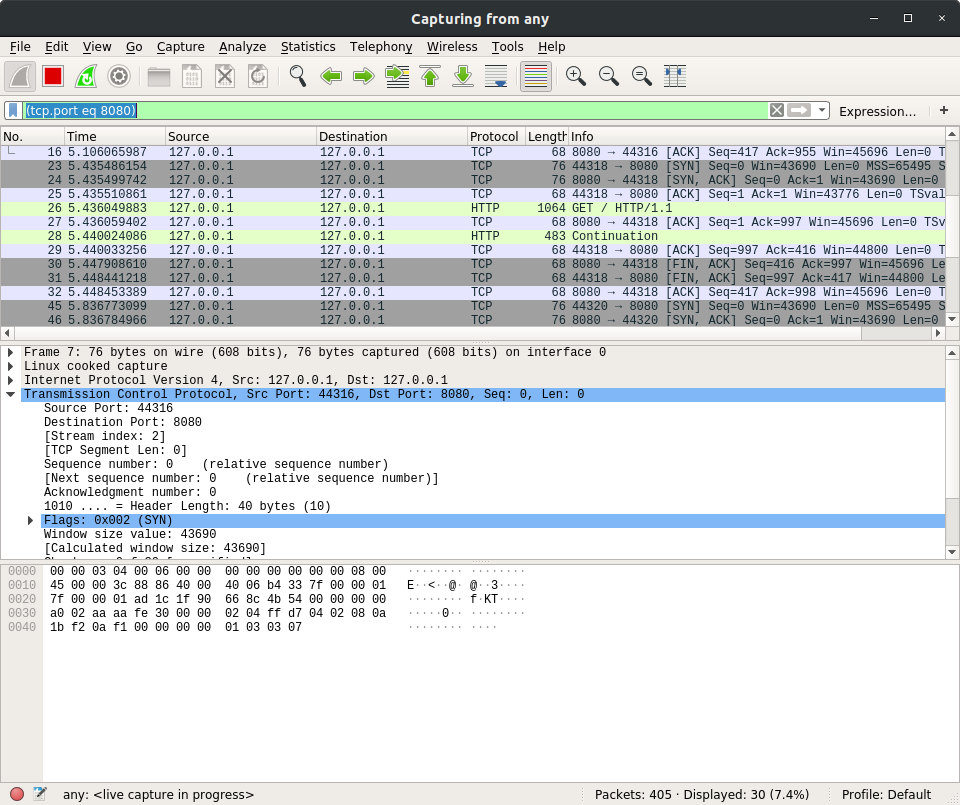 Capturing from any
File Edit View Go Capture Analyze Statistics Telephony Wireless Tools Help
(tcp.port eq 8080) Expression… +
No. Time Source Destination Protocol Length Info
16 5.106065987 127.0.0.1 127.0.0.1 TCP 68 8080 → 44316 [ACK] Seq=417 Ack=955 Win=45696 Len=0 T
23 5.435486154 127.0.0.1 127.0.0.1 TCP 76 44318 → 8080 [SYN] Seq=0 Win=43690 Len=0 MSS=65495 S
24 5.435499742 127.0.0.1 127.0.0.1 TCP 76 8080 → 44318 [SYN, ACK] Seq=0 Ack=1 Win=43690 Len=0
25 5.435510861 127.0.0.1 127.0.0.1 TCP 68 44318 → 8080 [ACK] Seq=1 Ack=1 Win=43776 Len=0 TSval
26 5.436049883 127.0.0.1 127.0.0.1 HTTP 1064 GET / HTTP/1.1
27 5.436059402 127.0.0.1 127.0.0.1 TCP 68 8080 → 44318 [ACK] Seq=1 Ack=997 Win=45696 Len=0 TSv
28 5.440024086 127.0.0.1 127.0.0.1 HTTP 483 Continuation
29 5.440033256 127.0.0.1 127.0.0.1 TCP 68 44318 → 8080 [ACK] Seq=997 Ack=416 Win=44800 Len=0 T
30 5.447908610 127.0.0.1 127.0.0.1 TCP 68 8080 → 44318 [FIN, ACK] Seq=416 Ack=997 Win=45696 Le
31 5.448441218 127.0.0.1 127.0.0.1 TCP 68 44318 → 8080 [FIN, ACK] Seq=997 Ack=417 Win=44800 Le
32 5.448453389 127.0.0.1 127.0.0.1 TCP 68 8080 → 44318 [ACK] Seq=417 Ack=998 Win=45696 Len=0 T
45 5.836773099 127.0.0.1 127.0.0.1 TCP 76 44320 → 8080 [SYN] Seq=0 Win=43690 Len=0 MSS=65495 S
46 5.836784966 127.0.0.1 127.0.0.1 TCP 76 8080 → 44320 [SYN, ACK] Seq=0 Ack=1 Win=43690 Len=0
Frame 7: 76 bytes on wire (608 bits), 76 bytes captured (608 bits) on interface 0
Linux cooked capture
Internet Protocol Version 4, Src: 127.0.0.1, Dst: 127.0.0.1
Transmission Control Protocol, Src Port: 44316, Dst Port: 8080, Seq: 0, Len: 0
Source Port: 44316
Destination Port: 8080
[Stream index: 2]
[TCP Segment Len: 0]
Sequence number: 0 (relative sequence number)
[Next sequence number: 0 (relative sequence number)]
Acknowledgment number: 0
1010 .... = Header Length: 40 bytes (10)
Flags: 0x002 (SYN)
Window size value: 43690
[Calculated window size: 43690]
0000 00 00 03 04 00 06 00 00 00 00 00 00 00 00 08 00 ········ ········
0010 45 00 00 3c 88 86 40 00 40 06 b4 33 7f 00 00 01 E··<··@· @··3····
0020 7f 00 00 01 ad 1c 1f 90 66 8c 4b 54 00 00 00 00 ········ f·KT····
0030 a0 02 aa aa fe 30 00 00 02 04 ff d7 04 02 08 0a ·····0·· ········
0040 1b f2 0a f1 00 00 00 00 01 03 03 07 ········ ····
any: <live capture in progress> Packets: 405 · Displayed: 30 (7.4%) Profile: Default